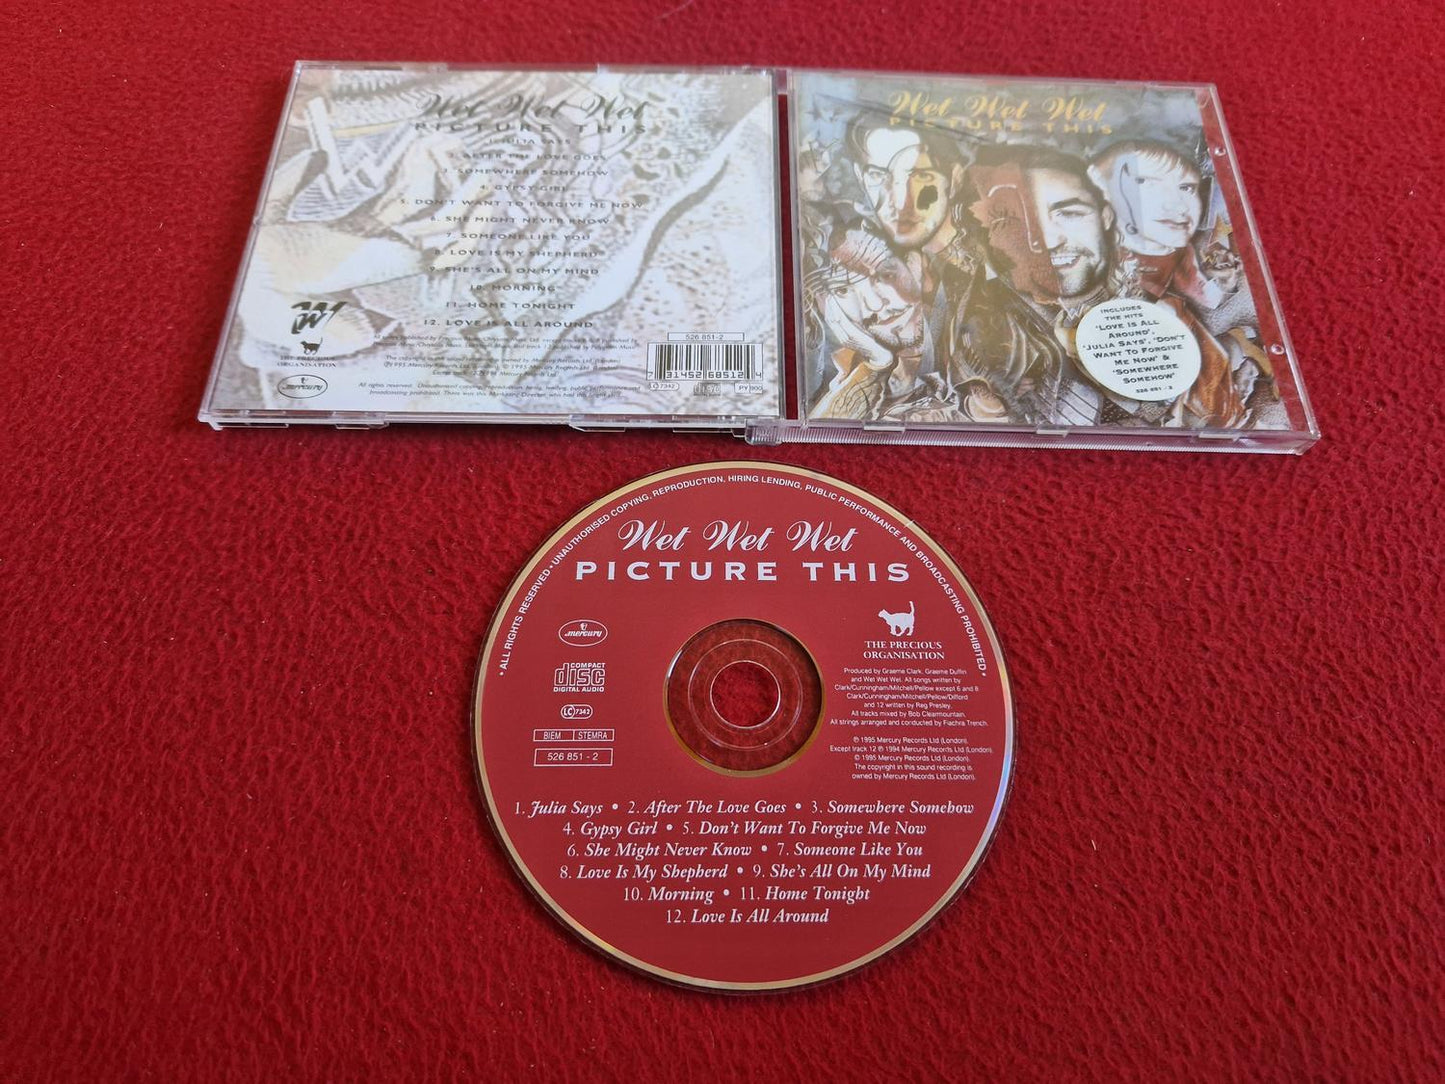 Wet Wet Wet
PICTURE THIS
1. JULIA SAYS
2. AFTER THE LOVE GOES
3. SOMEWHERE SOMEHOW
4. GYPSY GIRL
5. DON'T WANT TO FORGIVE ME NOW
6. SHE MIGHT NEVER KNOW
7. SOMEONE LIKE YOU
8. LOVE IS MY SHEPHERD
9. SHE'S ALL ON MY MIND
10. MORNING
11. HOME TONIGHT
12. LOVE IS ALL AROUND
THE PRECIOUS
ORGANISATION
mercury
526 851-2
7 31452 68512 4
LC 7342
PY 900
Wet Wet Wet
PICTURE THIS
INCLUDES
THE HITS
'LOVE IS ALL
AROUND',
'JULIA SAYS', 'DON'T
WANT TO FORGIVE
ME NOW' &
'SOMEWHERE
SOMEHOW'
526 851 - 2
• ALL RIGHTS RESERVED • UNAUTHORISED COPYING, REPRODUCTION, HIRING LENDING, PUBLIC PERFORMANCE AND BROADCASTING PROHIBITED •
Wet Wet Wet
PICTURE THIS
mercury
COMPACT
disc
DIGITAL AUDIO
LC 7342
BIEM STEMRA
526 851 - 2
THE PRECIOUS
ORGANISATION
Produced by Graeme Clark, Graeme Duffin
and Wet Wet Wet. All songs written by
Clark/Cunningham/Mitchell/Pellow except 6 and 8
Clark/Cunningham/Mitchell/Pellow/Difford
and 12 written by Reg Presley.
All tracks mixed by Bob Clearmountain.
All strings arranged and conducted by Fiachra Trench.
℗ 1995 Mercury Records Ltd (London).
Except track 12 ℗ 1994 Mercury Records Ltd (London).
© 1995 Mercury Records Ltd (London).
The copyright in this sound recording is
owned by Mercury Records Ltd (London).
1. Julia Says • 2. After The Love Goes • 3. Somewhere Somehow
4. Gypsy Girl • 5. Don't Want To Forgive Me Now
6. She Might Never Know • 7. Someone Like You
8. Love Is My Shepherd • 9. She's All On My Mind
10. Morning • 11. Home Tonight
12. Love Is All Around